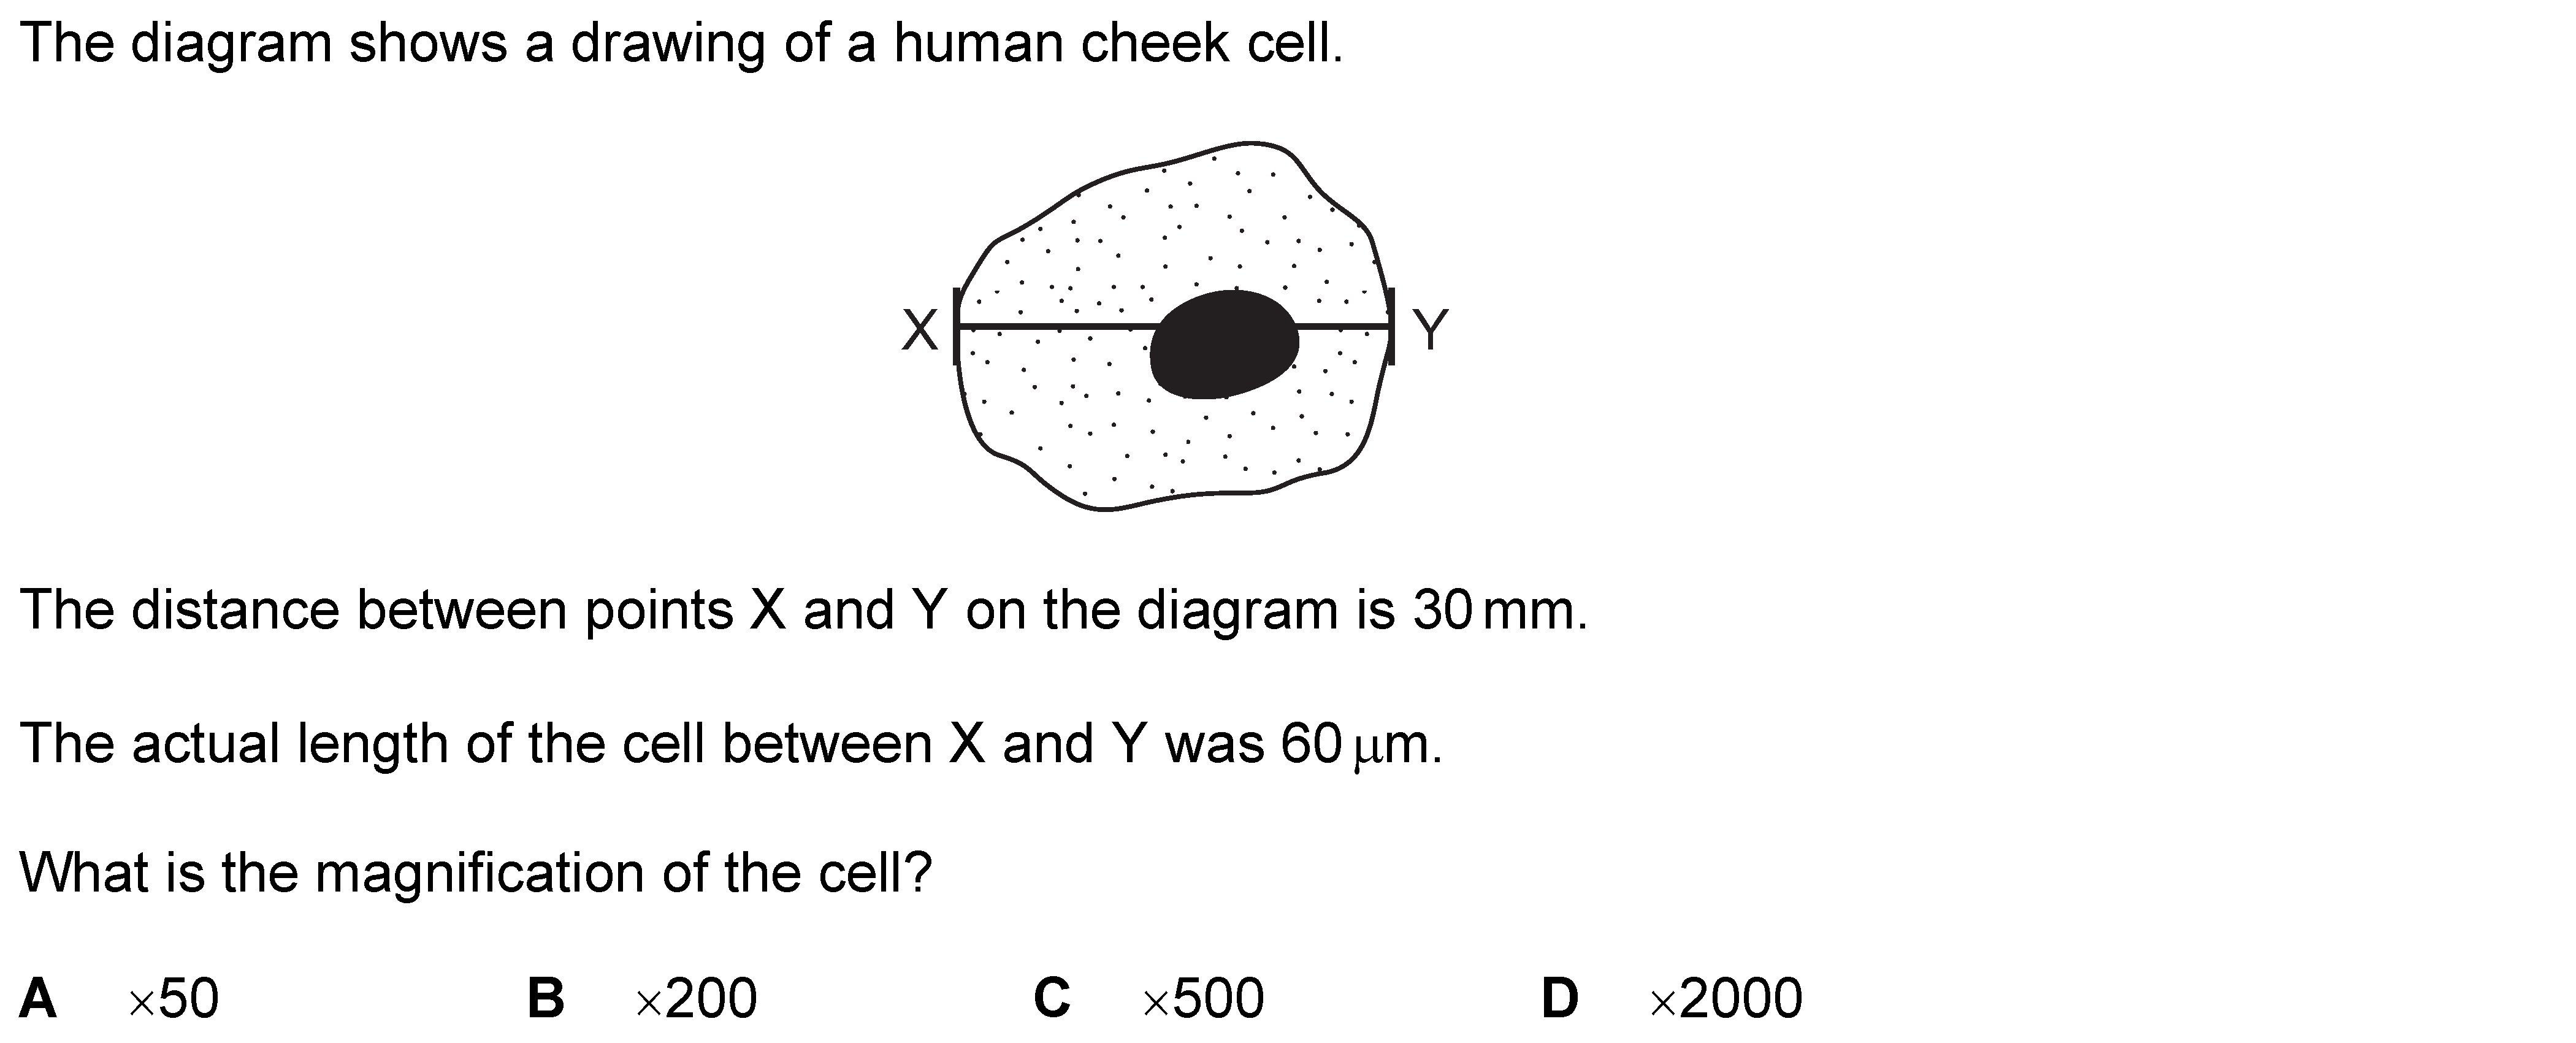 The diagram shows a drawing of a human cheek cell.
X Y
The distance between points X and Y on the diagram is 30 mm.
The actual length of the cell between X and Y was 60 μm.
What is the magnification of the cell?
A ×50 B ×200 C ×500 D ×2000